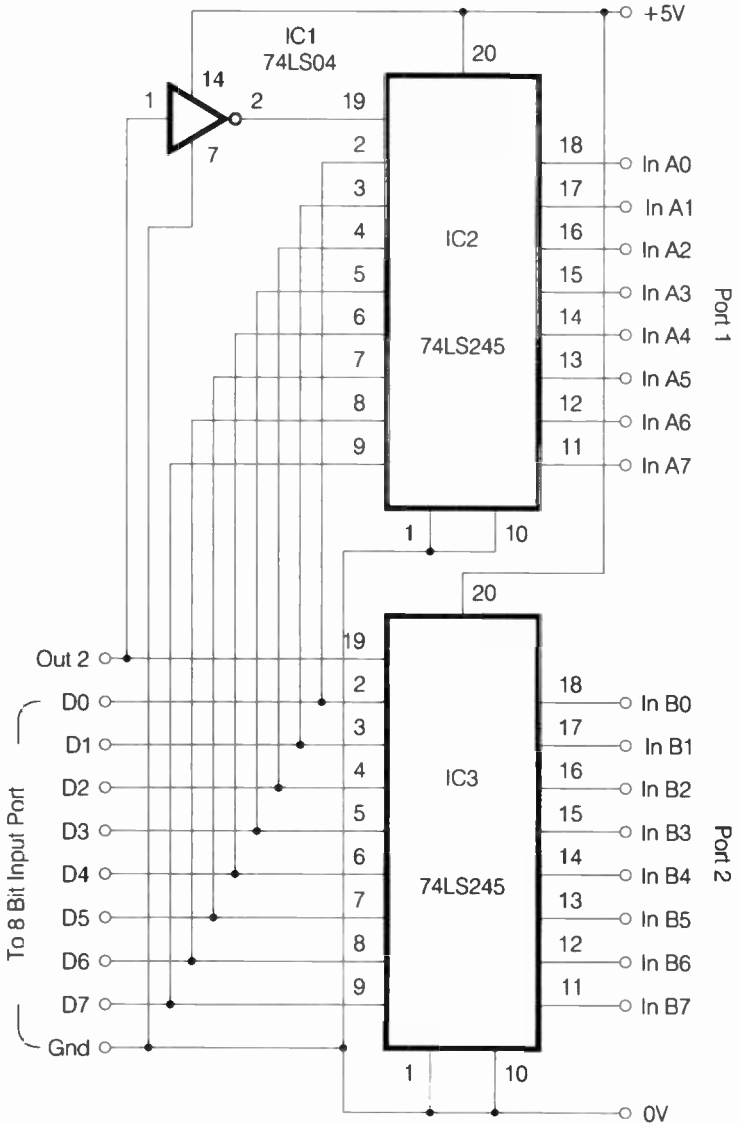 +5V
IC1
74LS04
20
14
1
2
19
7
2
18
In A0
3
17
In A1
4
16
In A2
IC2
5
15
In A3
6
14
In A4
74LS245
7
13
In A5
8
12
In A6
9
11
In A7
Port 1
1
10
20
19
Out 2
2
18
D0
In B0
3
17
D1
In B1
4
16
D2
In B2
IC3
5
15
D3
In B3
6
14
D4
In B4
74LS245
7
13
D5
In B5
8
12
D6
In B6
9
11
D7
In B7
Port 2
To 8 Bit Input Port
Gnd
1
10
0V